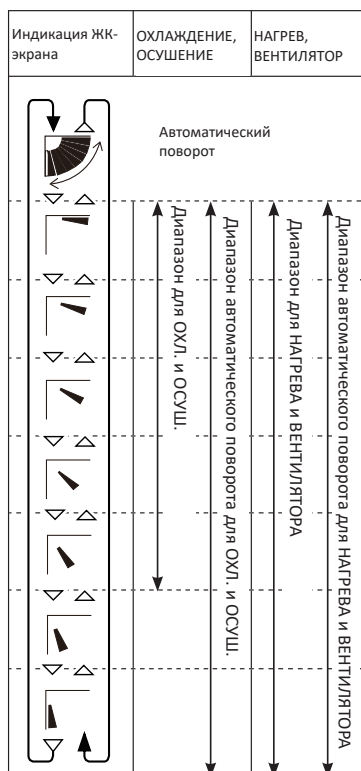 Индикация ЖК-
экрана
ОХЛАЖДЕНИЕ,
ОСУШЕНИЕ
НАГРЕВ,
ВЕНТИЛЯТОР
Автоматический
поворот
Диапазон для ОХЛ. и ОСУШ.
Диапазон автоматического поворота для ОХЛ. и ОСУШ.
Диапазон для НАГРЕВА и ВЕНТИЛЯТОРА
Диапазон автоматического поворота для НАГРЕВА и ВЕНТИЛЯТОРА